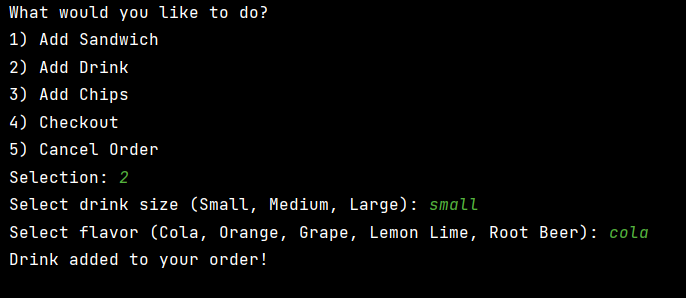 What would you like to do?
1) Add Sandwich
2) Add Drink
3) Add Chips
4) Checkout
5) Cancel Order
Selection: 2
Select drink size (Small, Medium, Large): small
Select flavor (Cola, Orange, Grape, Lemon Lime, Root Beer): cola
Drink added to your order!